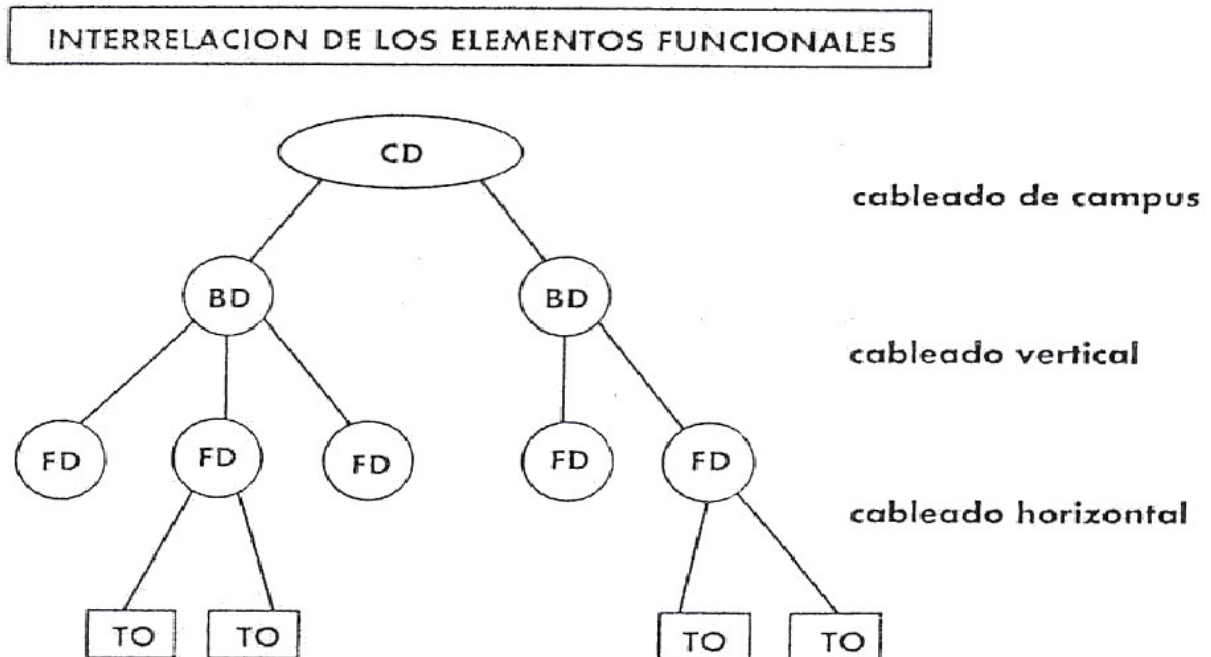 INTERRELACION DE LOS ELEMENTOS FUNCIONALES
CD
cableado de campus
BD BD
cableado vertical
FD FD FD FD FD
cableado horizontal
TO TO TO TO